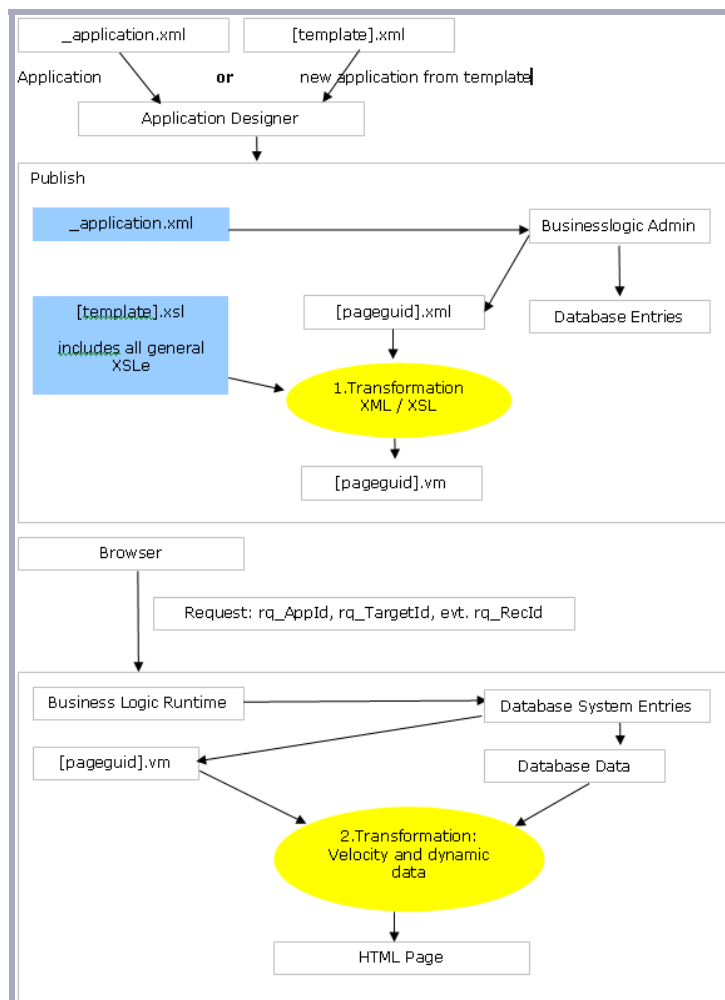 _application.xml
[template].xml
Application or new application from template
Application Designer
Publish
_application.xml
Businesslogic Admin
[template].xsl
includes all general
XSLe
[pageguid].xml
Database Entries
1.Transformation
XML / XSL
[pageguid].vm
Browser
Request: rq_AppId, rq_TargetId, evt. rq_RecId
Business Logic Runtime
Database System Entries
[pageguid].vm
Database Data
2.Transformation:
Velocity and dynamic
data
HTML Page